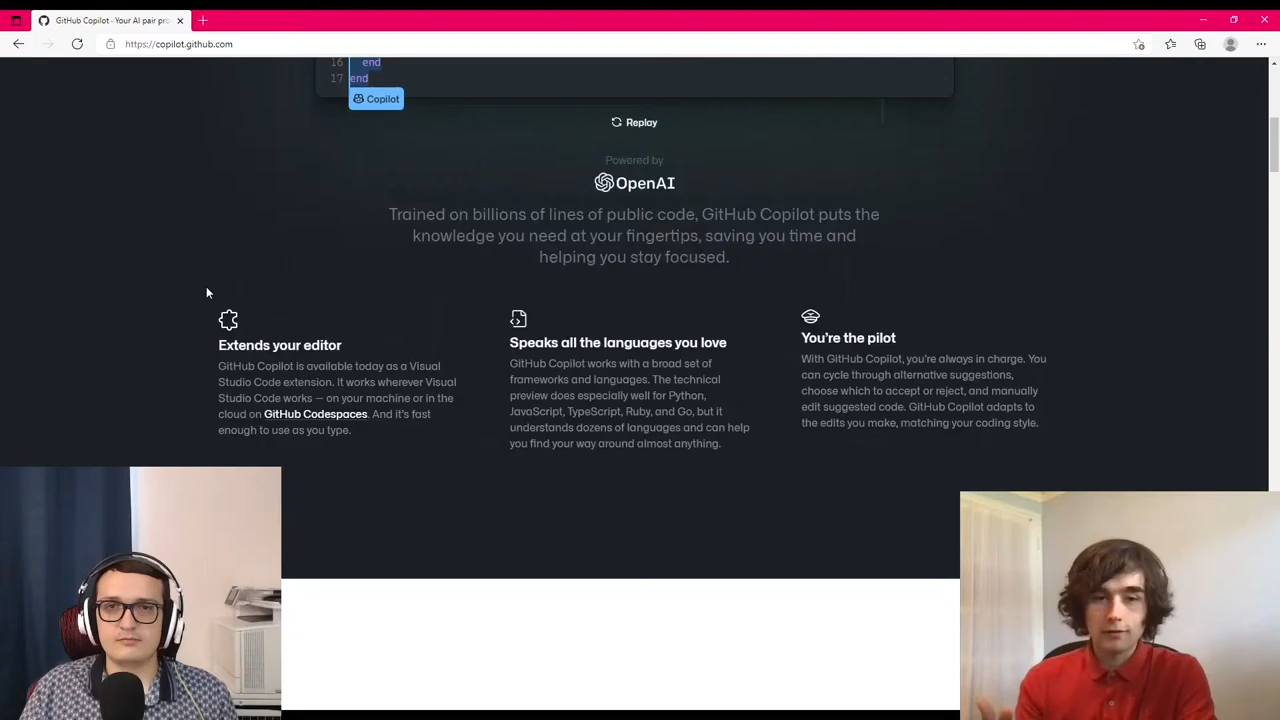 GitHub Copilot · Your AI pair pro
https://copilot.github.com
16 end
17 end
Copilot
Replay
Powered by
OpenAI
Trained on billions of lines of public code, GitHub Copilot puts the
knowledge you need at your fingertips, saving you time and
helping you stay focused.
Extends your editor
GitHub Copilot is available today as a Visual
Studio Code extension. It works wherever Visual
Studio Code works — on your machine or in the
cloud on GitHub Codespaces. And it's fast
enough to use as you type.
Speaks all the languages you love
GitHub Copilot works with a broad set of
frameworks and languages. The technical
preview does especially well for Python,
JavaScript, TypeScript, Ruby, and Go, but it
understands dozens of languages and can help
you find your way around almost anything.
You're the pilot
With GitHub Copilot, you're always in charge. You
can cycle through alternative suggestions,
choose which to accept or reject, and manually
edit suggested code. GitHub Copilot adapts to
the edits you make, matching your coding style.